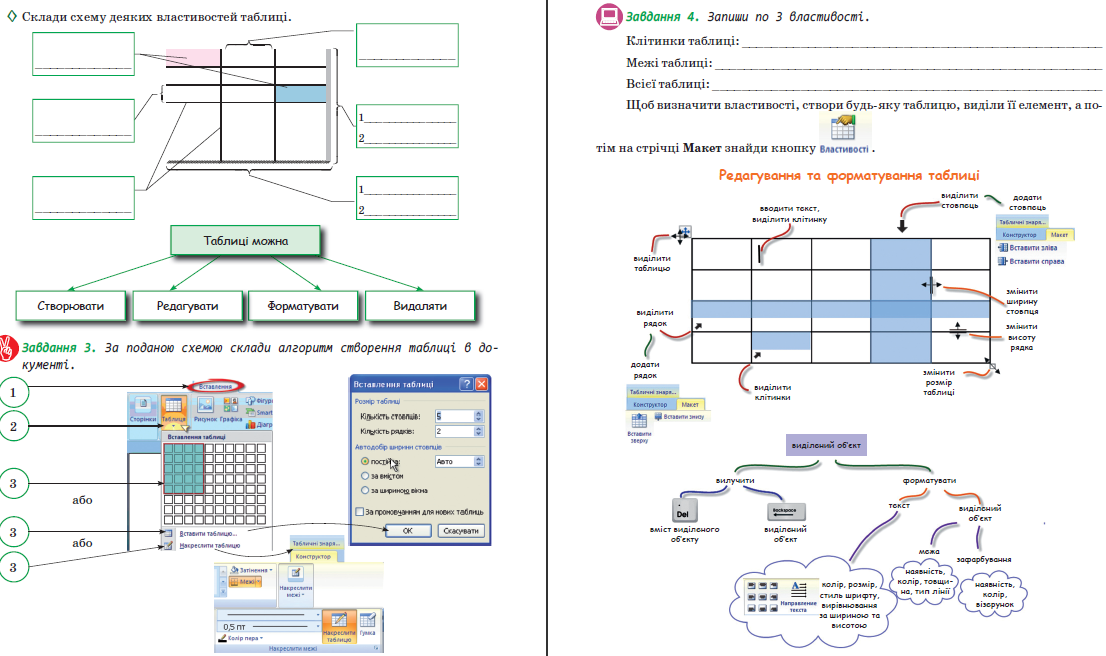 ◊ Склади схему деяких властивостей таблиці.
1
2
1
2
Таблиці можна
Створювати
Редагувати
Форматувати
Видаляти
Завдання 3. За поданою схемою склади алгоритм створення таблиці в до-
кументі.
1
2
3
або
3
або
3
Вставлення
Сторінки
Таблиця
Рисунок
Графіка
Фігури
Smart
Діагр
Вставлення таблиці
Вставити таблицю...
Накреслити таблицю
Вставлення таблиці
Розмір таблиці
Кількість стовпців:
5
Кількість рядків:
2
Автодобір ширини стовпців
постійна:
Авто
за вмістом
за шириною вікна
За промовчанням для нових таблиць
ОК
Скасувати
Табличні знаря...
Конструктор
Затінення
Межі
Накреслити
межі
0,5 пт
Колір пера
Накреслити
таблицю
Гумка
Накреслити межі
Завдання 4. Запиши по 3 властивості.
Клітинки таблиці:
Межі таблиці:
Всієї таблиці:
Щоб визначити властивості, створи будь-яку таблицю, виділи її елемент, а по-
тім на стрічці Макет знайди кнопку Властивості .
Редагування та форматування таблиці
вводити текст,
виділити клітинку
виділити
стовпець
додати
стовпець
Табличні знаря...
Конструктор
Макет
Вставити зліва
Вставити справа
виділити
таблицю
змінити
ширину
стовпця
виділити
рядок
змінити
висоту
рядка
додати
рядок
змінити
розмір
таблиці
виділити
клітинки
Табличні знаря...
Конструктор
Макет
Вставити знизу
Вставити
зверху
виділений об'єкт
вилучити
форматувати
Del
Backspace
вміст виділеного
об'єкту
виділений
об'єкт
текст
виділений
об'єкт
межа
зафарбування
Направление
текста
колір, розмір,
стиль шрифту,
вирівнювання
за шириною та
висотою
наявність,
колір, товщи-
на, тип лінії
наявність,
колір,
візерунок